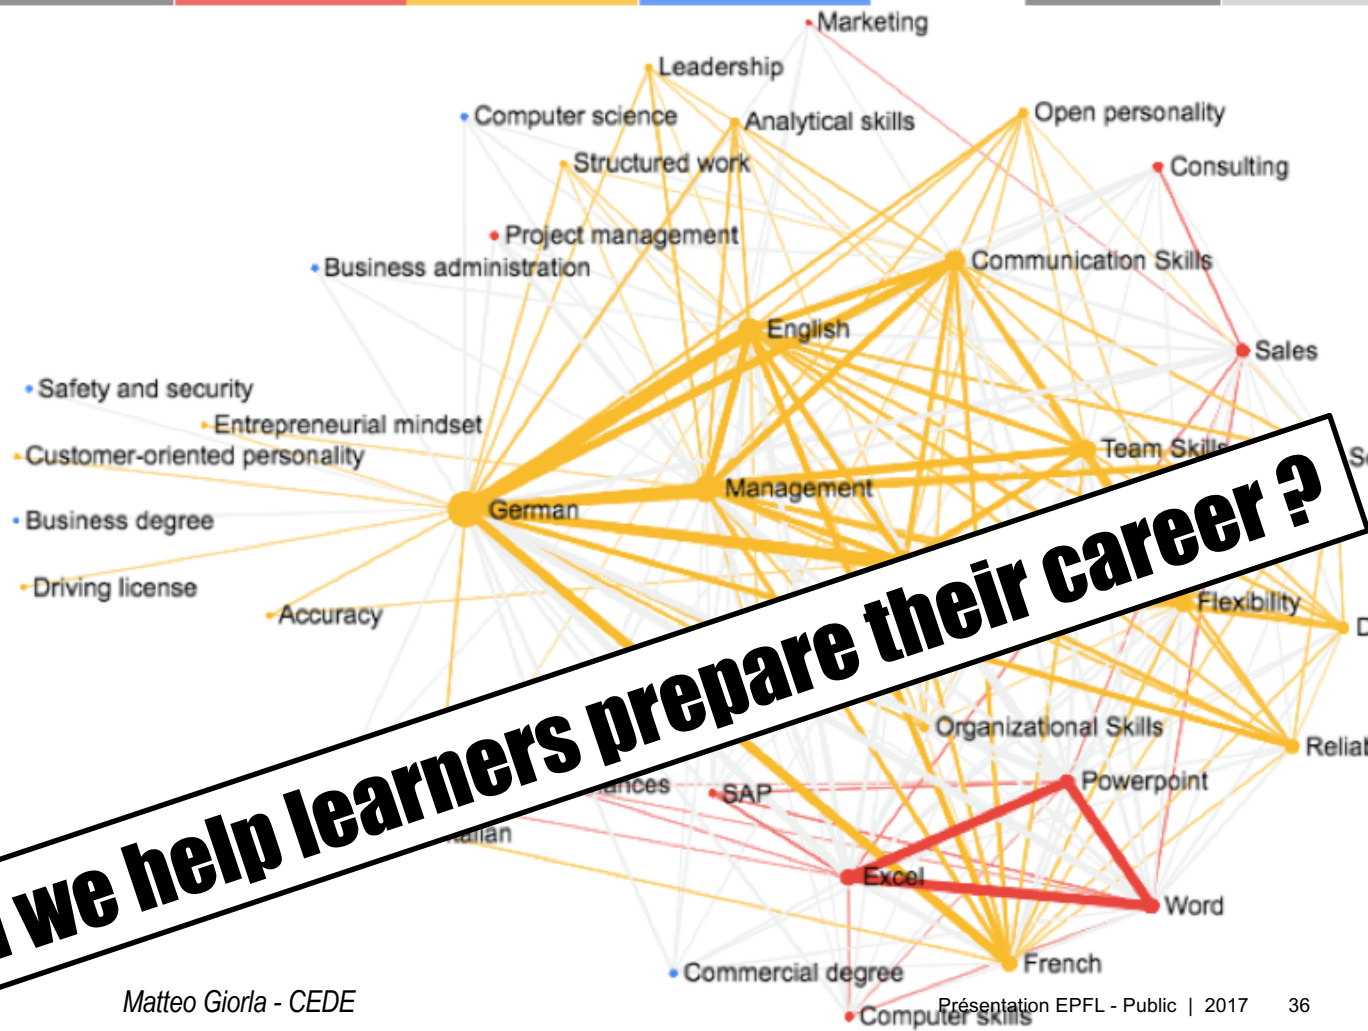 Marketing
Leadership
Computer science
Analytical skills
Open personality
Structured work
Consulting
Project management
Business administration
Communication Skills
English
Sales
Safety and security
Entrepreneurial mindset
Customer-oriented personality
Team Skills
Management
German
Business degree
Driving license
Accuracy
Flexibility
we help learners prepare their career ?
Organizational Skills
Powerpoint
SAP
Excel
Word
French
Commercial degree
Computer skills
Matteo Giorla - CEDE
Présentation EPFL - Public | 2017 36